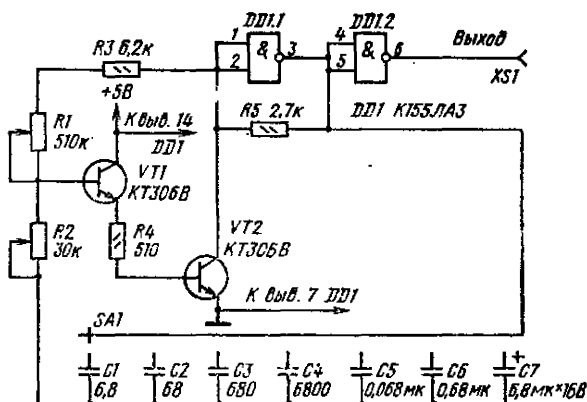 DD1.1 DD1.2
1 & 3 4 & 6 Выход
2 5 XS1
R3 6,2к
+5В
К выв. 14
DD1
R5 2,7к DD1 К155ЛА3
R1
510к
VT1
КТ306В
R2
30к
R4
510
VT2
КТ306В
К выв. 7 DD1
SA1
C1 C2 C3 C4 C5 C6 + C7
6,8 68 680 6800 0,068мк 0,68мк 6,8мк×16В